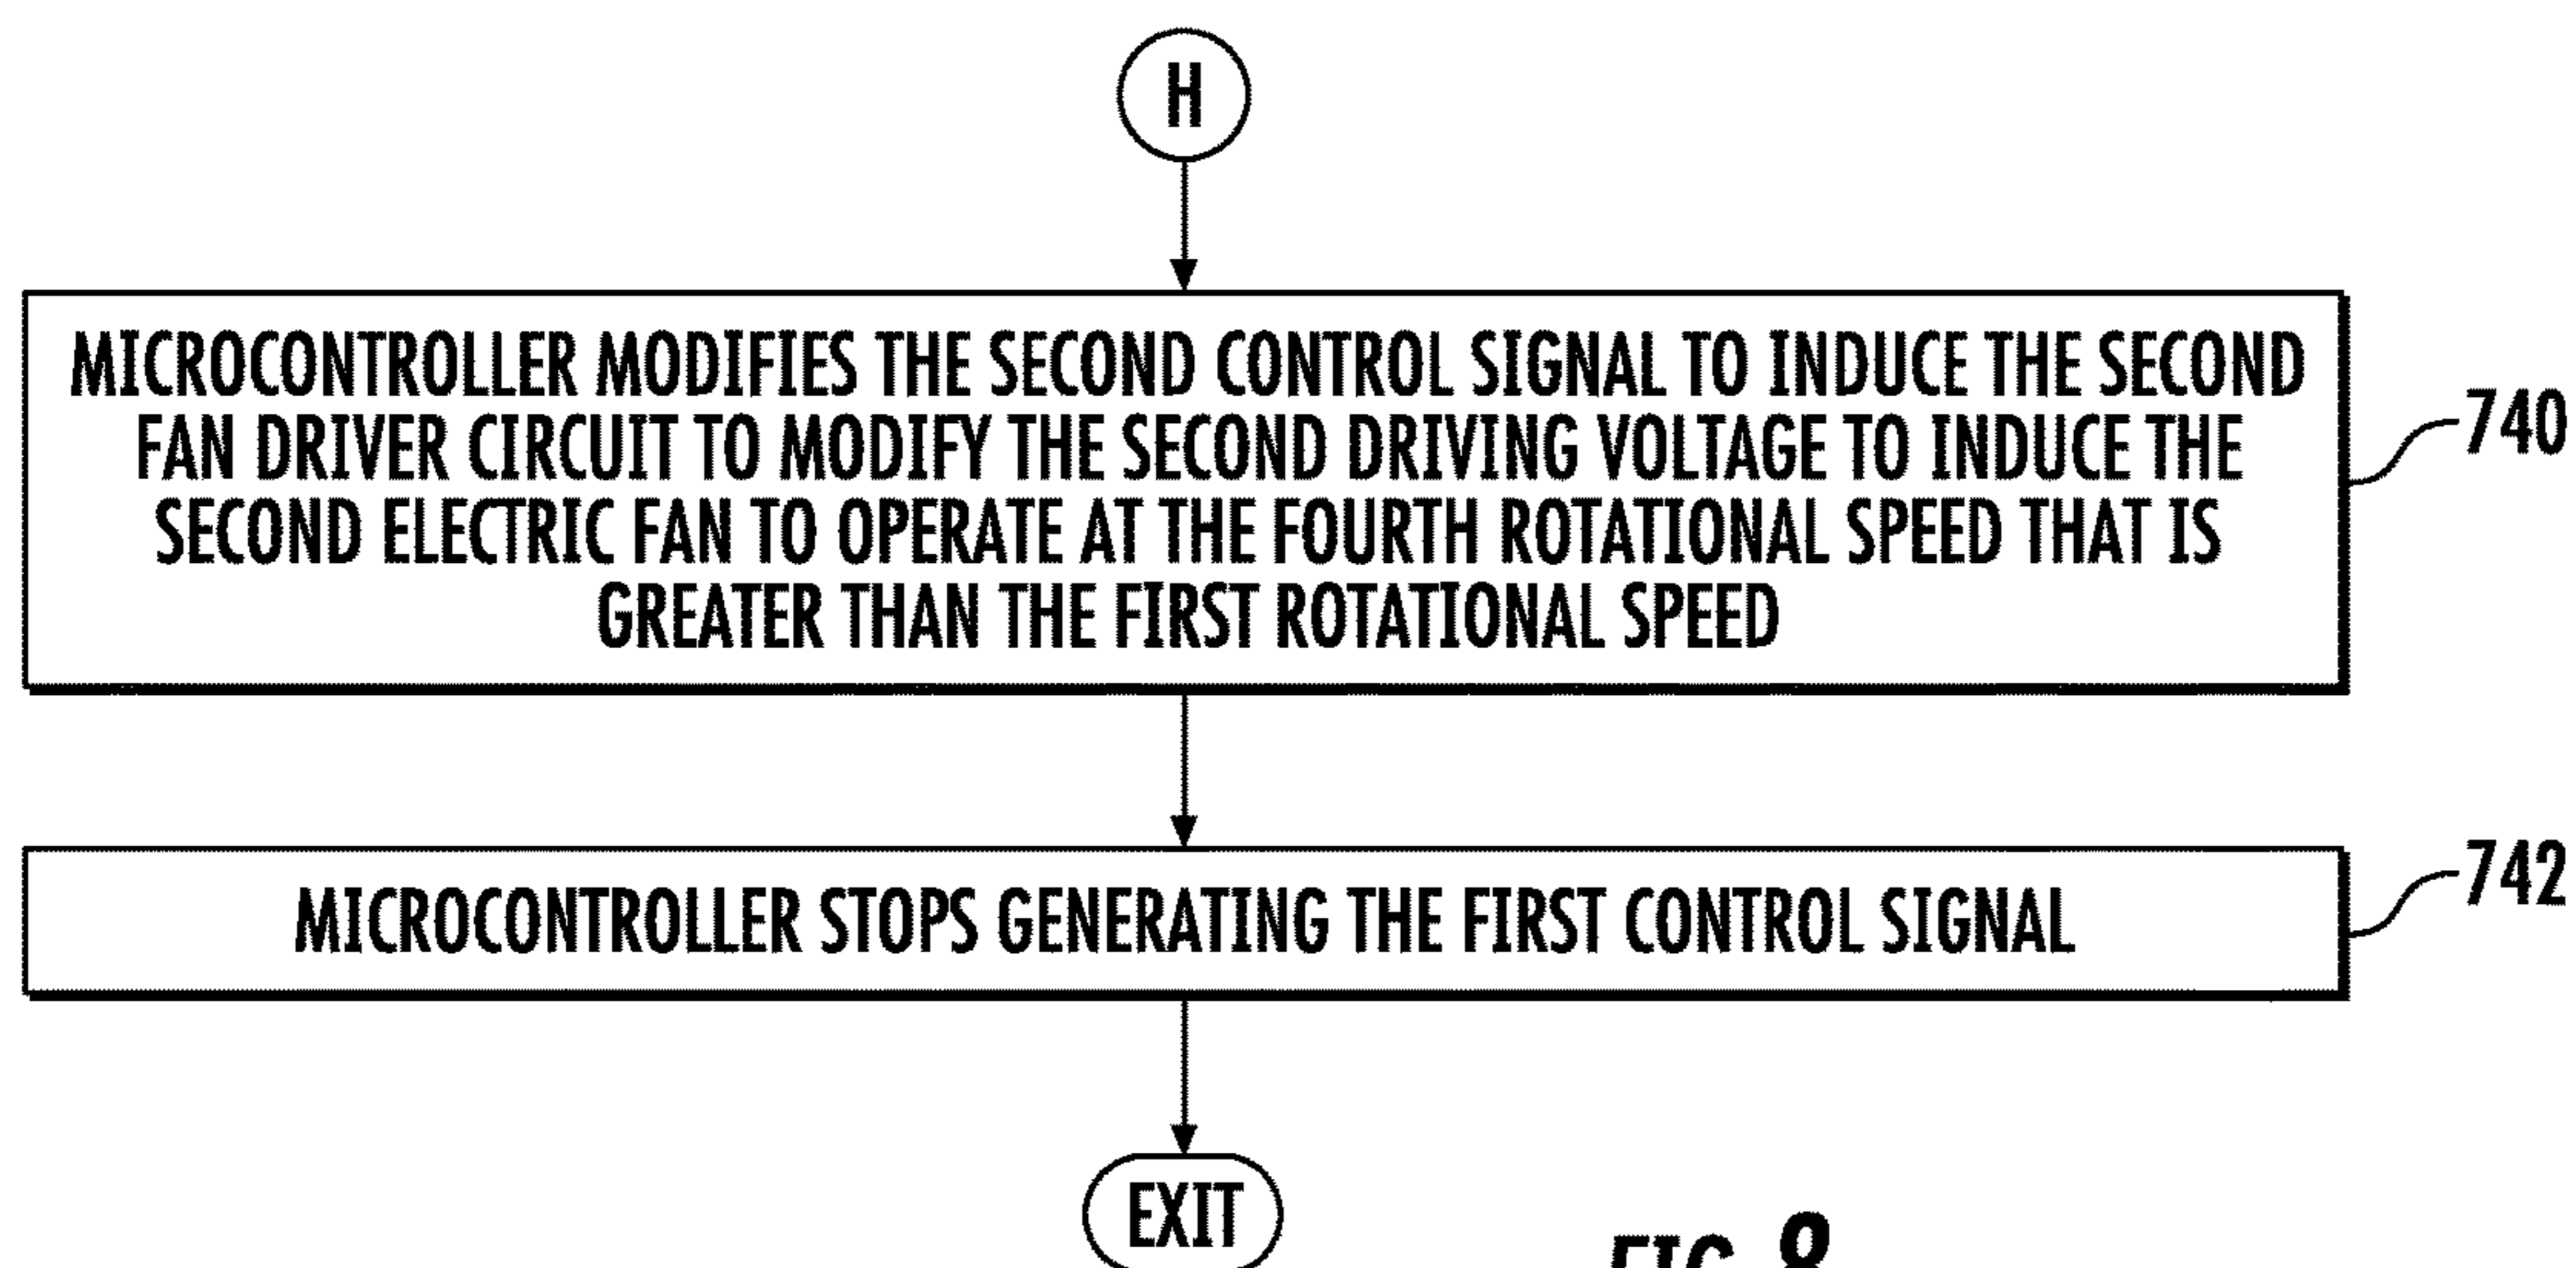 H
MICROCONTROLLER MODIFIES THE SECOND CONTROL SIGNAL TO INDUCE THE SECOND
FAN DRIVER CIRCUIT TO MODIFY THE SECOND DRIVING VOLTAGE TO INDUCE THE
SECOND ELECTRIC FAN TO OPERATE AT THE FOURTH ROTATIONAL SPEED THAT IS
GREATER THAN THE FIRST ROTATIONAL SPEED
740
MICROCONTROLLER STOPS GENERATING THE FIRST CONTROL SIGNAL
742
EXIT
FIG. 8